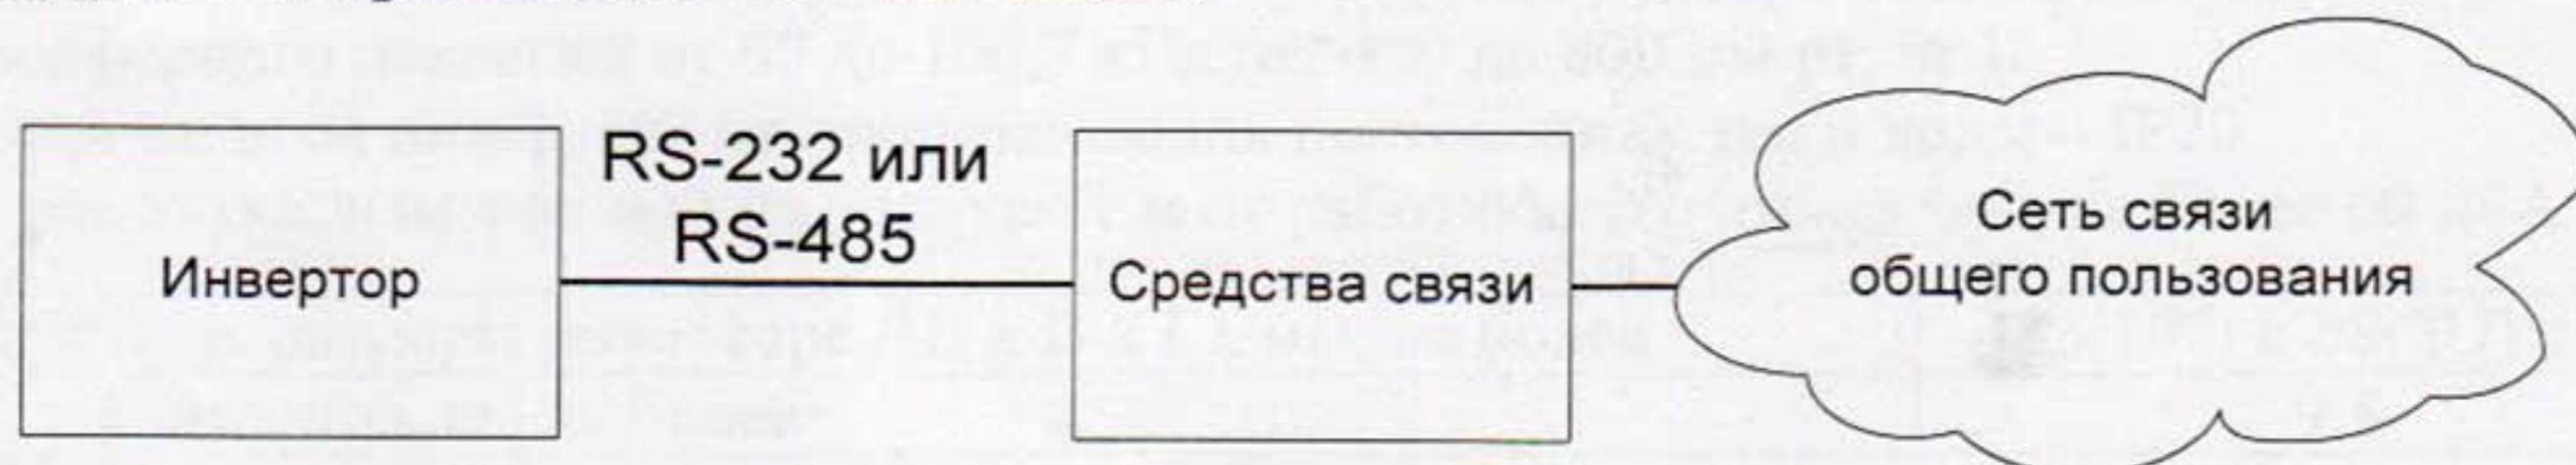 Инвертор
RS-232 или
RS-485
Средства связи
Сеть связи
общего пользования